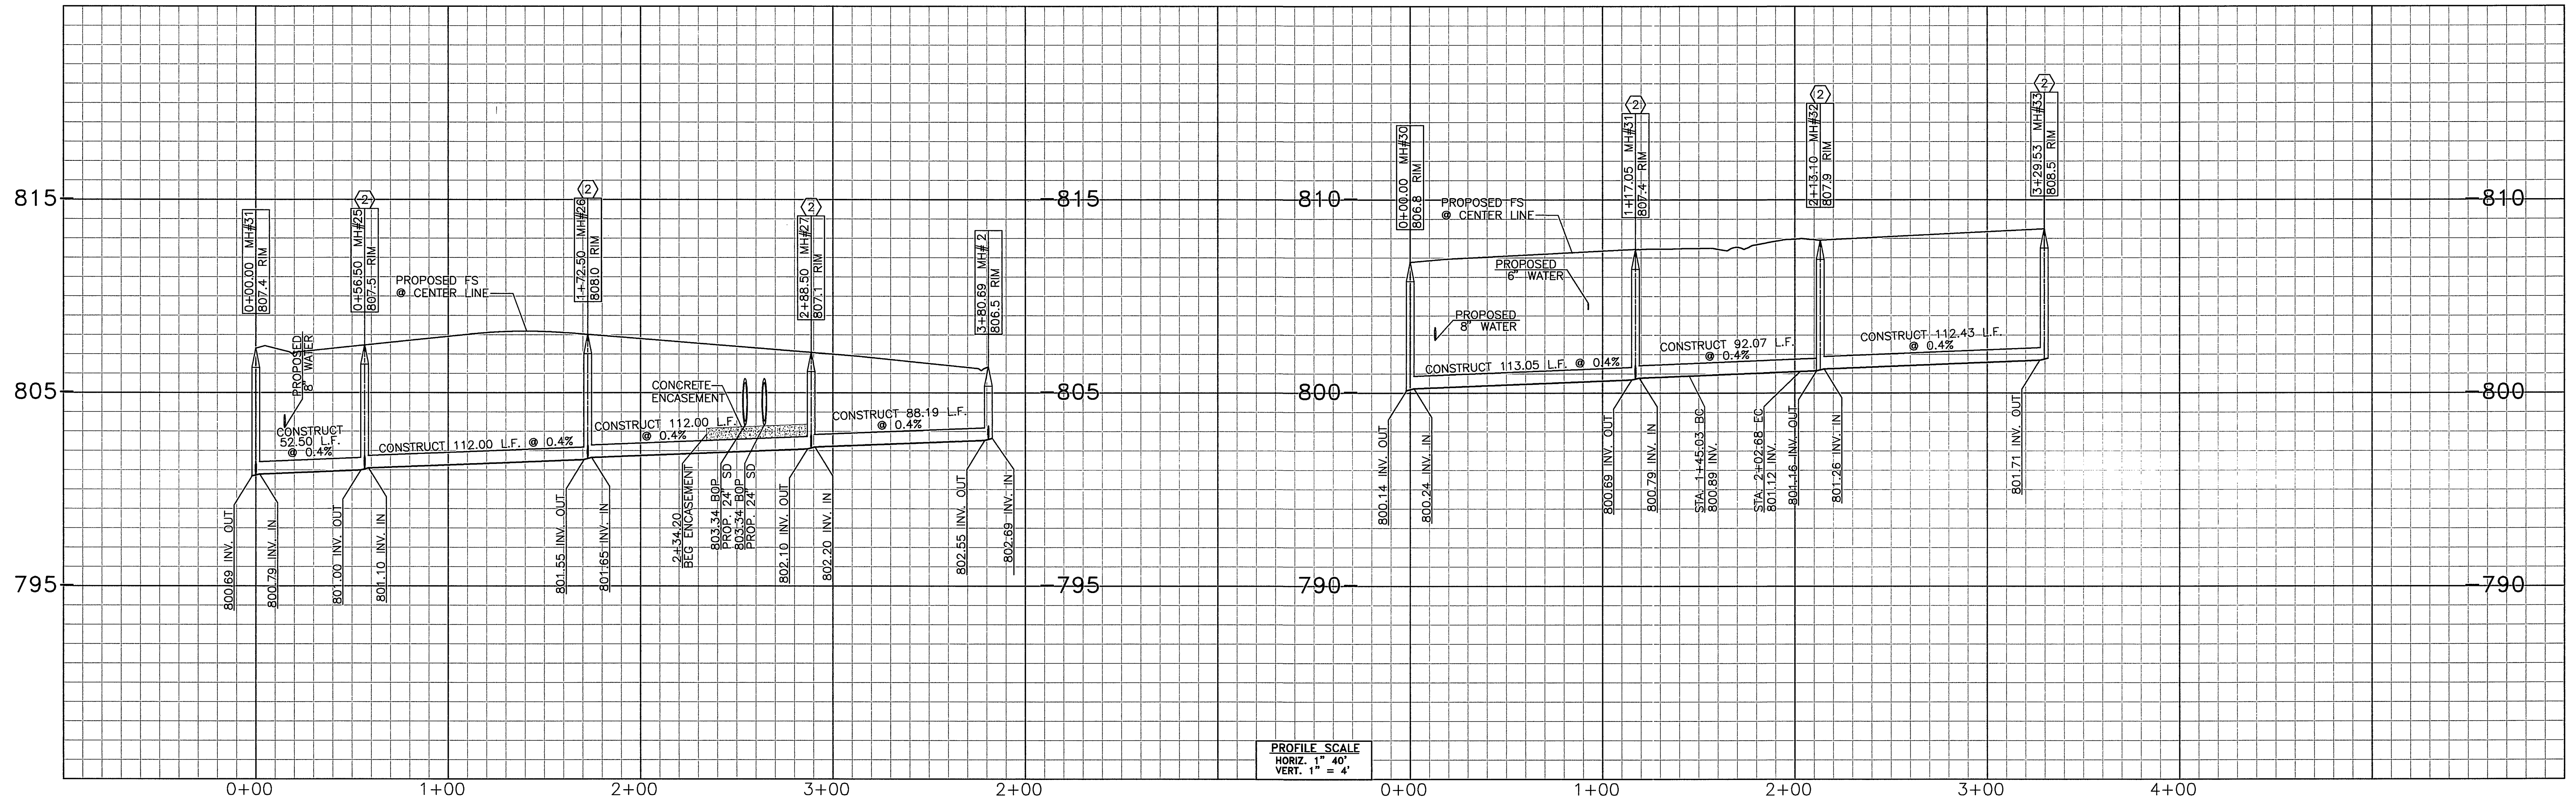 815
805
795
0+00.00 MH#31
807.4 RIM
2
0+56.50 MH#25
807.5 RIM
2
1+72.50 MH#26
808.0 RIM
2
2+88.50 MH#27
807.1 RIM
3+80.69 MH# 2
806.5 RIM
PROPOSED FS
@ CENTER LINE
PROPOSED
8" WATER
CONCRETE
ENCASEMENT
CONSTRUCT
52.50 L.F.
@ 0.4%
CONSTRUCT 112.00 L.F. @ 0.4%
CONSTRUCT 112.00 L.F.
@ 0.4%
CONSTRUCT 88.19 L.F.
@ 0.4%
800.69 INV. OUT
800.79 INV. IN
801.00 INV. OUT
801.10 INV. IN
801.55 INV. OUT
801.65 INV. IN
2+34.20
BEG ENCASEMENT
803.34 BOP
PROP. 24" SD
803.34 BOP
PROP. 24" SD
802.10 INV. OUT
802.20 INV. IN
802.55 INV. OUT
802.69 INV. IN
815
805
795
0+00
1+00
2+00
3+00
2+00
810
800
790
0+00.00 MH#30
806.8 RIM
2
1+17.05 MH#31
807.4 RIM
2
2+13.10 MH#32
807.9 RIM
2
3+29.53 MH#33
808.5 RIM
PROPOSED FS
@ CENTER LINE
PROPOSED
6" WATER
PROPOSED
8" WATER
CONSTRUCT 113.05 L.F. @ 0.4%
CONSTRUCT 92.07 L.F.
@ 0.4%
CONSTRUCT 112.43 L.F.
@ 0.4%
800.14 INV. OUT
800.24 INV. IN
800.69 INV. OUT
800.79 INV. IN
STA. 1+45.03 BC
800.89 INV.
STA. 2+02.68 EC
801.12 INV.
801.16 INV. OUT
801.26 INV. IN
801.71 INV. OUT
810
800
790
PROFILE SCALE
HORIZ. 1" 40'
VERT. 1" = 4'
0+00
1+00
2+00
3+00
4+00